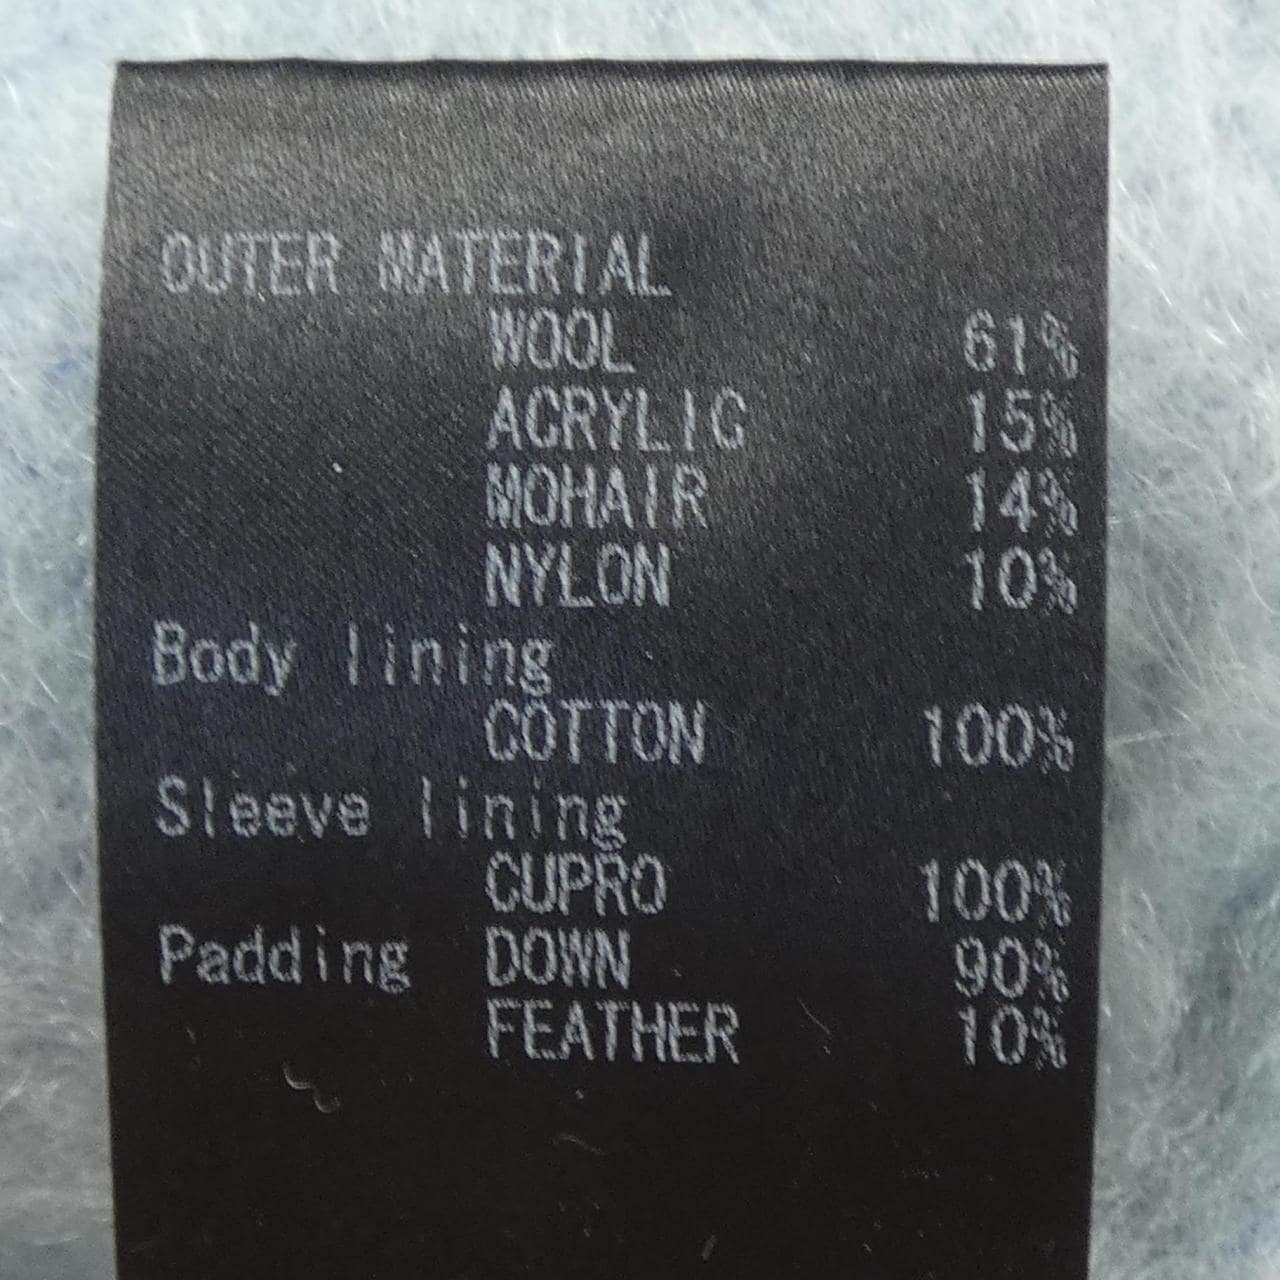 OUTER MATERIAL
WOOL 61%
ACRYLIC 15%
MOHAIR 14%
NYLON 10%
Body lining
COTTON 100%
Sleeve lining
CUPRO 100%
Padding DOWN 90%
FEATHER 10%